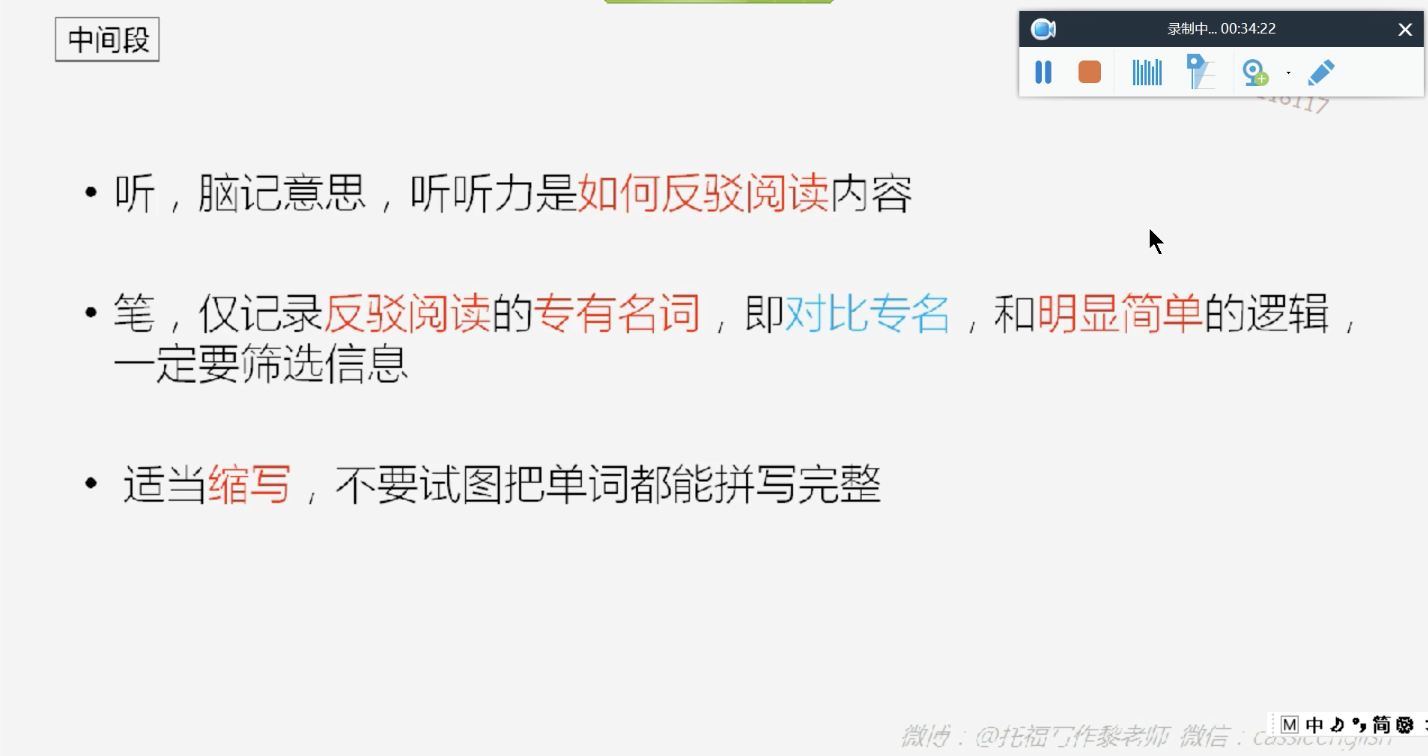 中间段
录制中... 00:34:22
• 听，脑记意思，听听力是如何反驳阅读内容
• 笔，仅记录反驳阅读的专有名词，即对比专名，和明显简单的逻辑，
一定要筛选信息
• 适当缩写，不要试图把单词都能拼写完整
微博：@托福写作黎老师 微信：
M 中 简